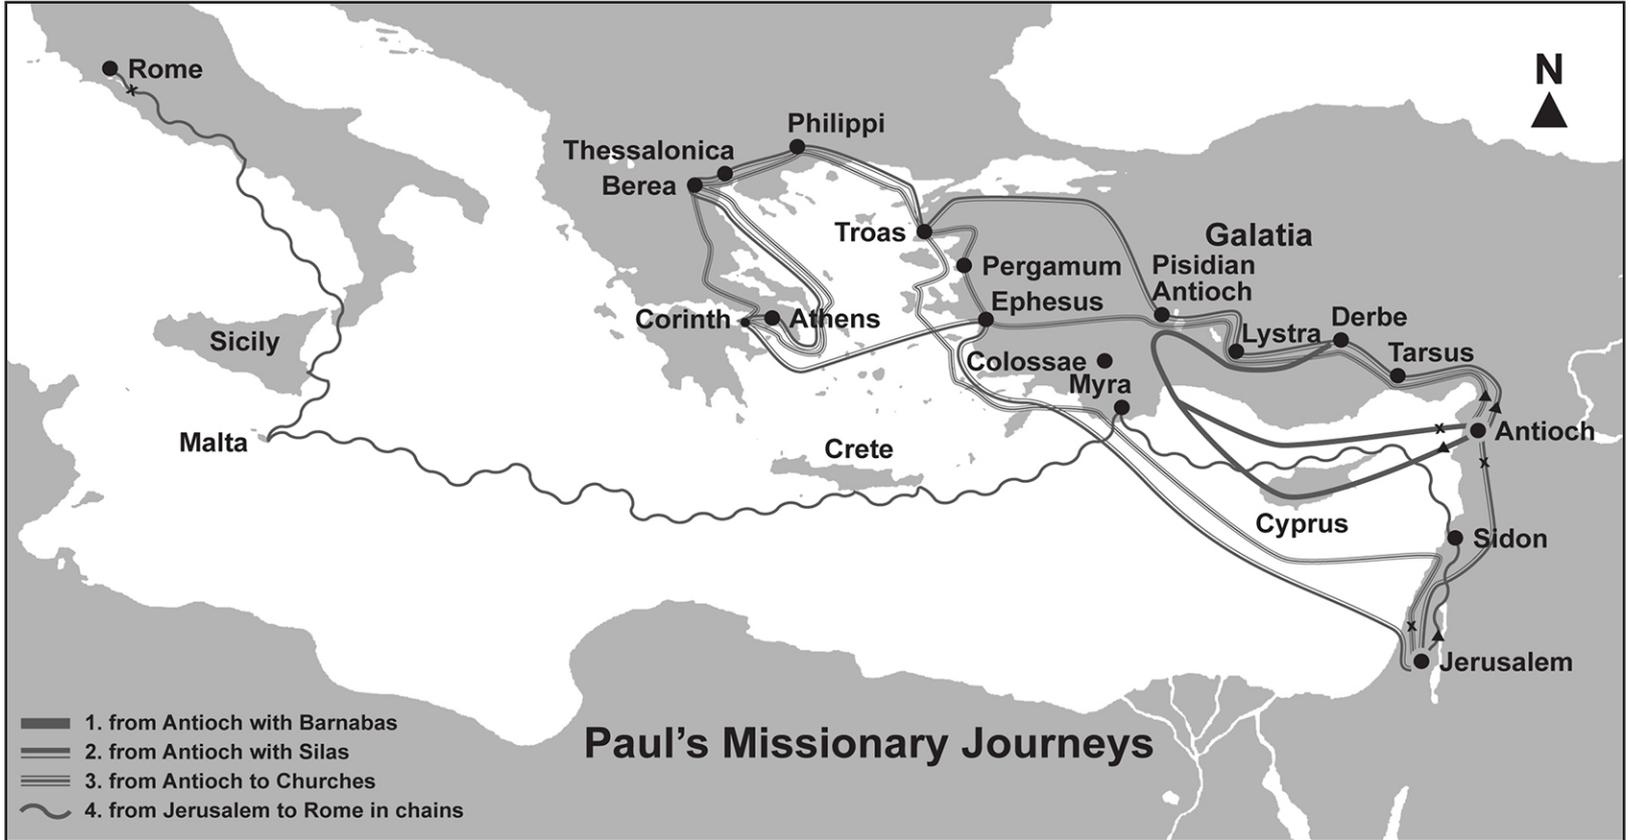 Rome
N
Philippi
Thessalonica
Berea
Troas
Galatia
Pergamum
Pisidian
Antioch
Ephesus
Corinth
Athens
Derbe
Lystra
Sicily
Tarsus
Colossae
Myra
Malta
Antioch
Crete
Cyprus
Sidon
Jerusalem
1. from Antioch with Barnabas
2. from Antioch with Silas
3. from Antioch to Churches
4. from Jerusalem to Rome in chains
Paul’s Missionary Journeys